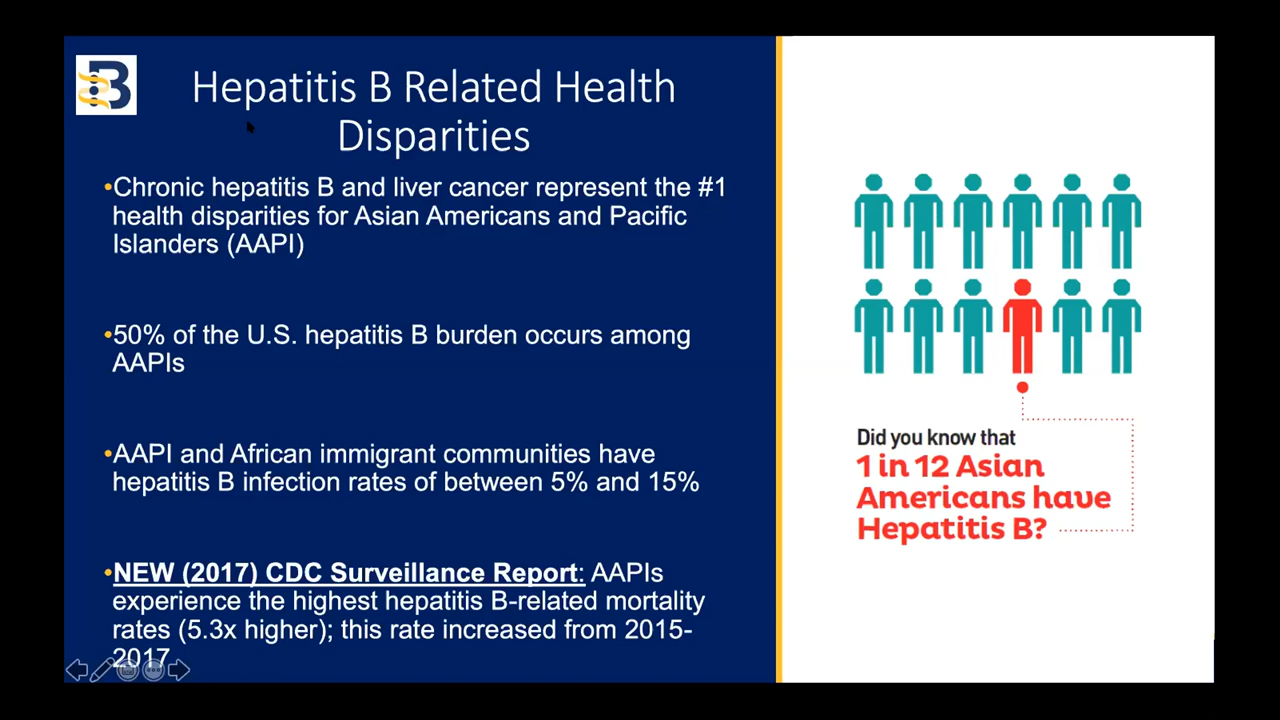 B
Hepatitis B Related Health
Disparities
•Chronic hepatitis B and liver cancer represent the #1
health disparities for Asian Americans and Pacific
Islanders (AAPI)
•50% of the U.S. hepatitis B burden occurs among
AAPIs
•AAPI and African immigrant communities have
hepatitis B infection rates of between 5% and 15%
•NEW (2017) CDC Surveillance Report: AAPIs
experience the highest hepatitis B-related mortality
rates (5.3x higher); this rate increased from 2015-
2017
Did you know that
1 in 12 Asian
Americans have
Hepatitis B?